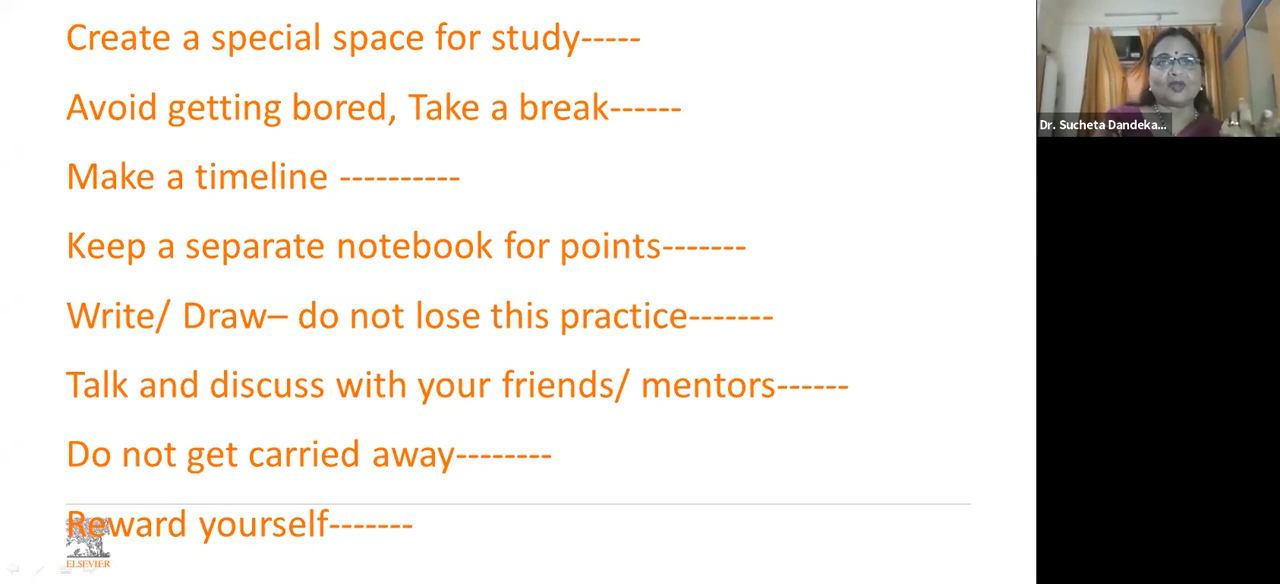 Create a special space for study-----
Avoid getting bored, Take a break------
Make a timeline ----------
Keep a separate notebook for points-------
Write/ Draw– do not lose this practice-------
Talk and discuss with your friends/ mentors------
Do not get carried away--------
Reward yourself-------
ELSEVIER
Dr. Sucheta Dandeka...